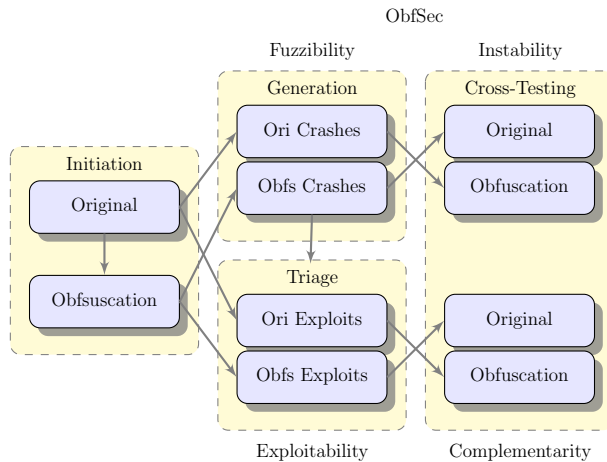 ObfSec
Fuzzibility
Instability
Generation
Cross-Testing
Ori Crashes
Original
Initiation
Obfs Crashes
Obfuscation
Original
Triage
Obfsuscation
Ori Exploits
Original
Obfs Exploits
Obfuscation
Exploitability
Complementarity